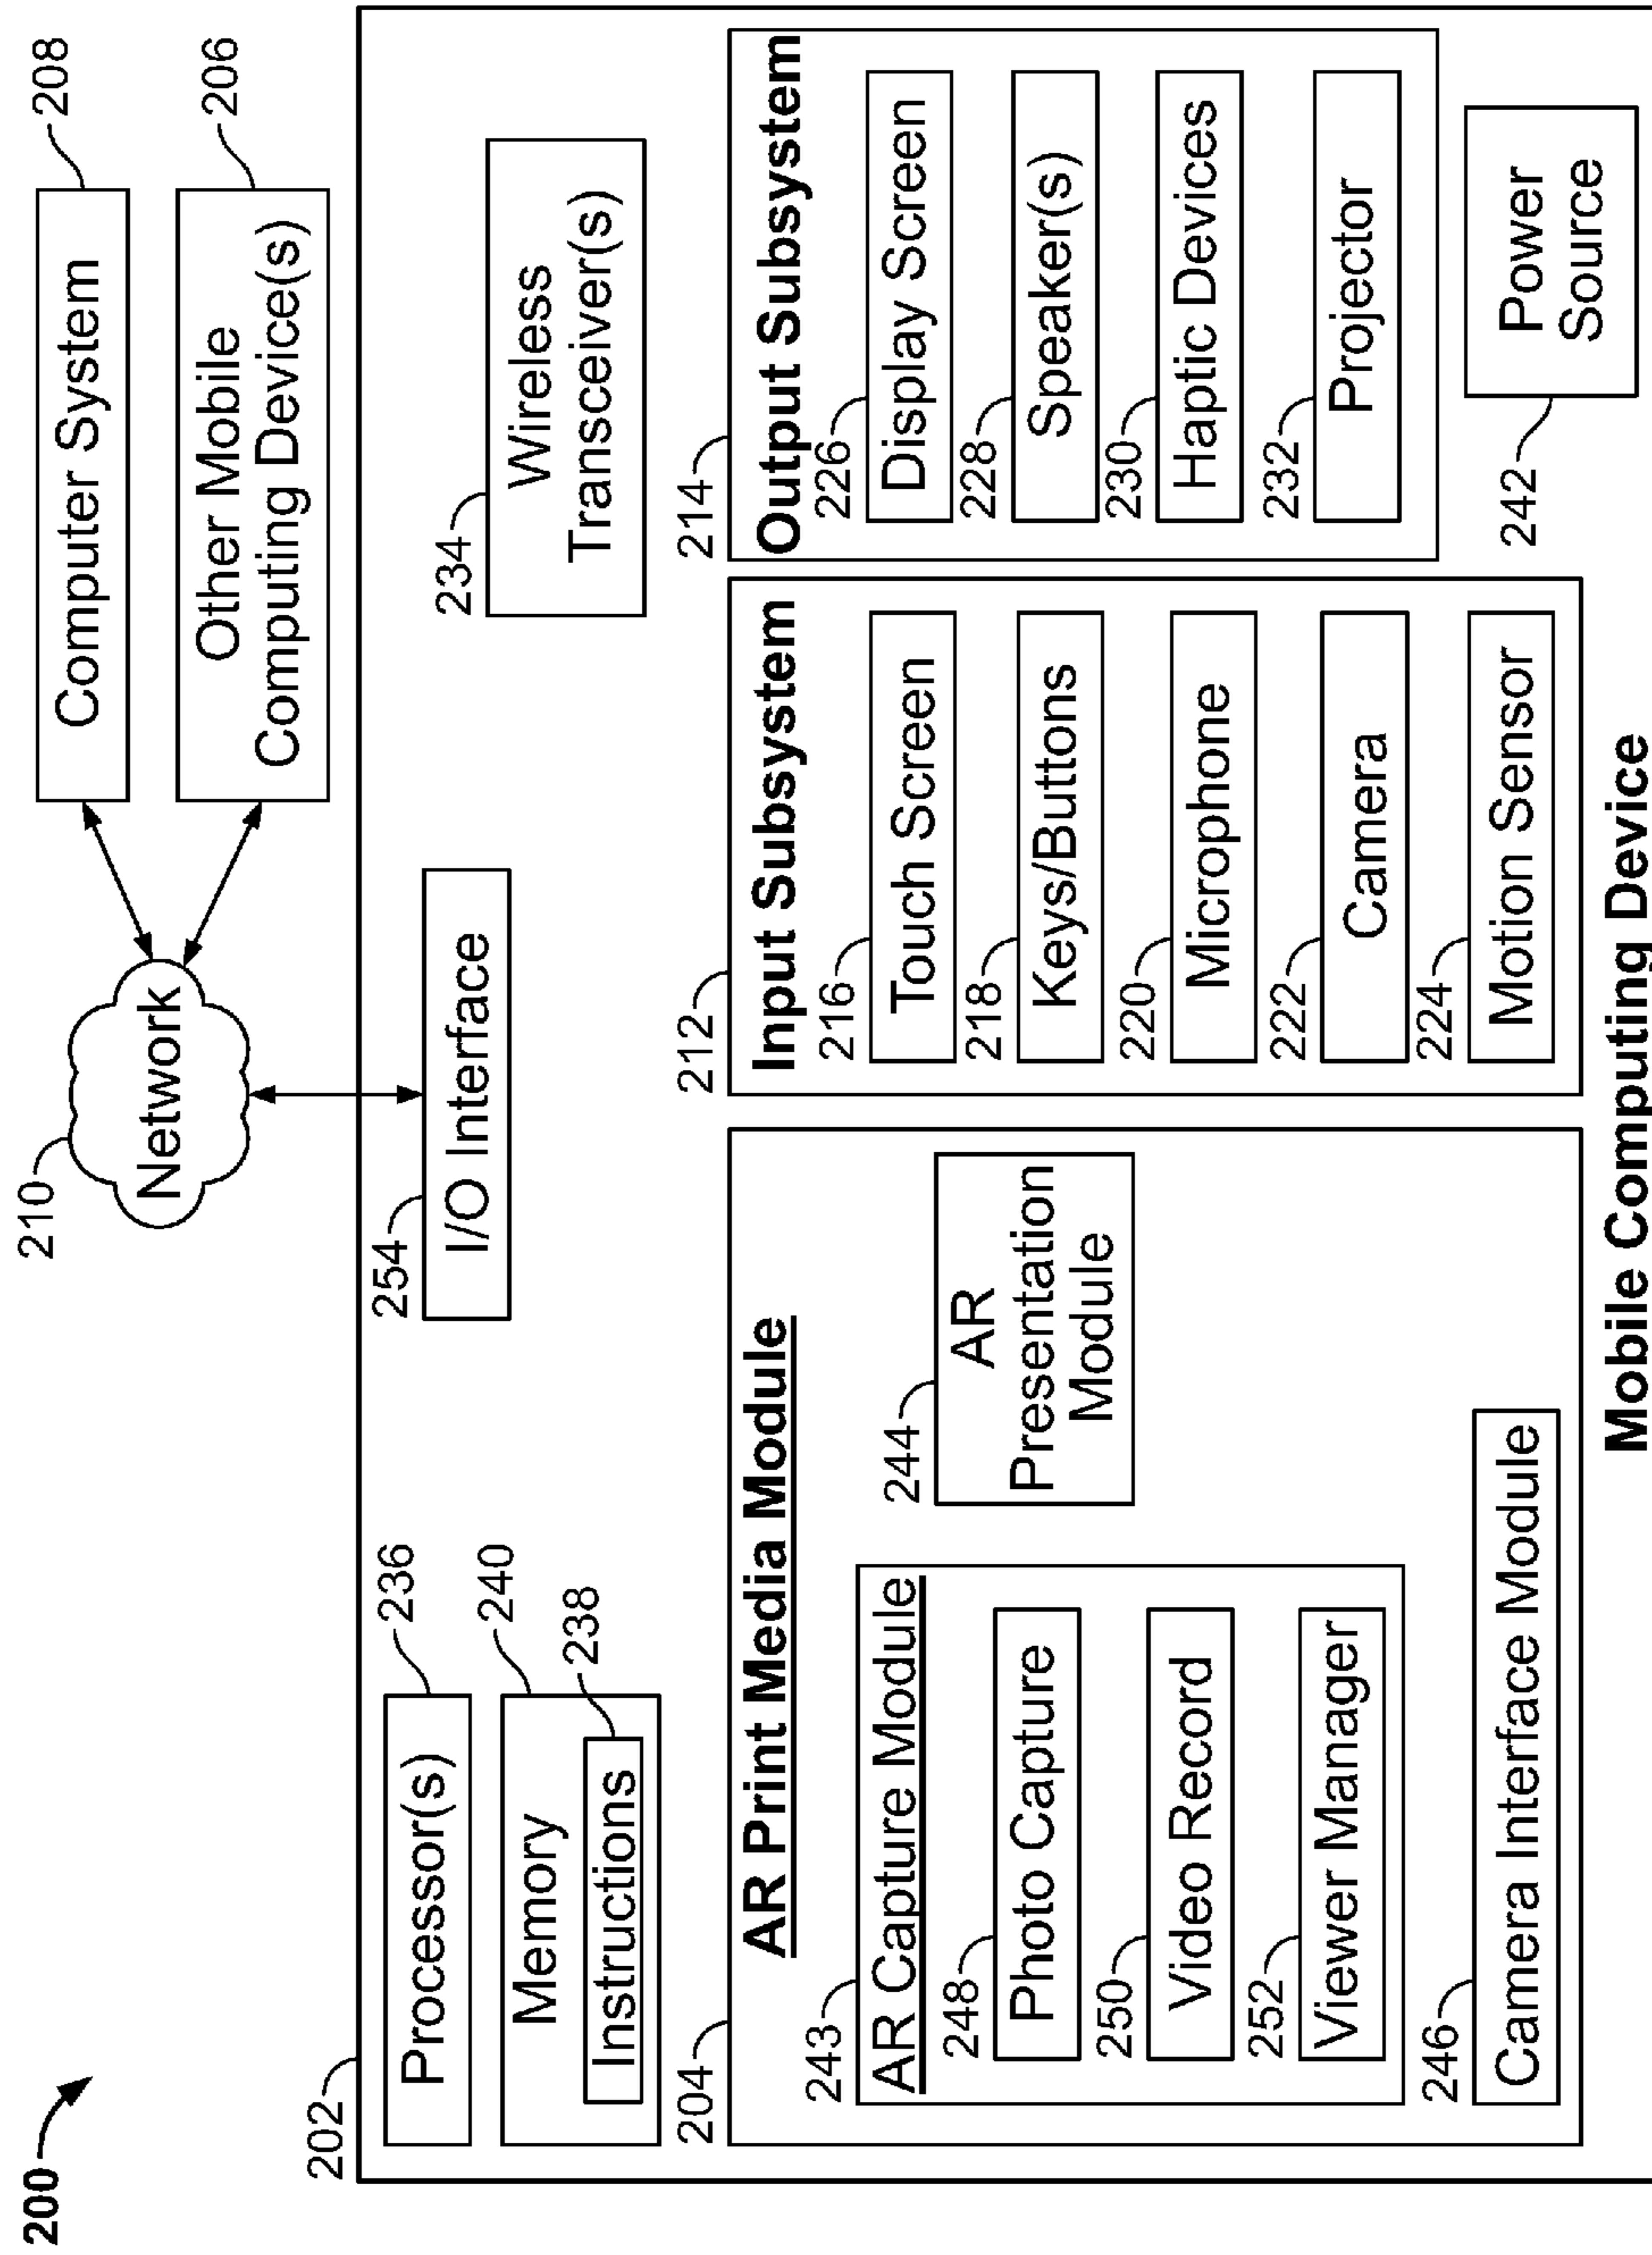 200
210
Network
Computer System
208
Other Mobile
Computing Device(s)
206
202
Processor(s)
236
Memory
240
Instructions
238
254
I/O Interface
234
Wireless
Transceiver(s)
204
AR Print Media Module
243
AR Capture Module
248
Photo Capture
250
Video Record
252
Viewer Manager
244
AR
Presentation
Module
246
Camera Interface Module
212
Input Subsystem
216
Touch Screen
218
Keys/Buttons
220
Microphone
222
Camera
224
Motion Sensor
214
Output Subsystem
226
Display Screen
228
Speaker(s)
230
Haptic Devices
232
Projector
242
Power
Source
Mobile Computing Device